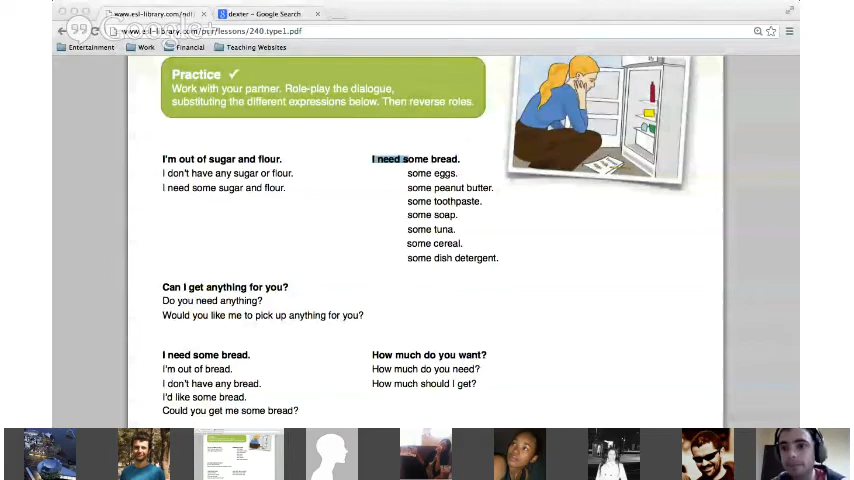 www.esl-library.com/pdf/
dexter - Google Search
Google+
www.esl-library.com/pdf/lessons/240.type1.pdf
Entertainment
Work
Financial
Teaching Websites
Practice ✓
Work with your partner. Role-play the dialogue,
substituting the different expressions below. Then reverse roles.
I'm out of sugar and flour.
I don't have any sugar or flour.
I need some sugar and flour.
I need some bread.
some eggs.
some peanut butter.
some toothpaste.
some soap.
some tuna.
some cereal.
some dish detergent.
Can I get anything for you?
Do you need anything?
Would you like me to pick up anything for you?
I need some bread.
I'm out of bread.
I don't have any bread.
I'd like some bread.
Could you get me some bread?
How much do you want?
How much do you need?
How much should I get?